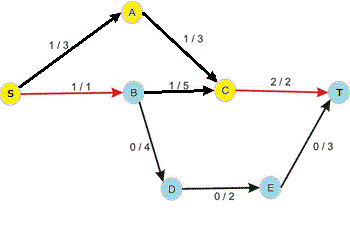 A
1 / 3
1 / 3
S
1 / 1
B
1 / 5
C
2 / 2
T
0 / 4
0 / 3
D
0 / 2
E